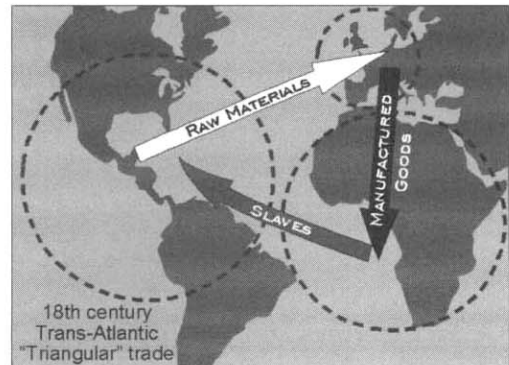 RAW MATERIALS
MANUFACTURED
GOODS
SLAVES
18th century
Trans-Atlantic
"Triangular" trade